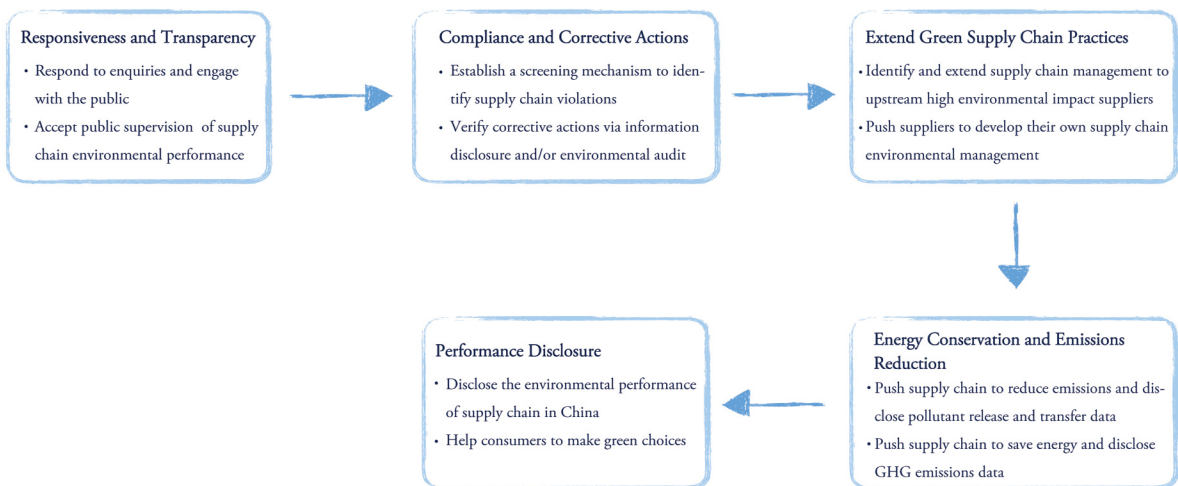 Responsiveness and Transparency
• Respond to enquiries and engage
with the public
• Accept public supervision of supply
chain environmental performance
Compliance and Corrective Actions
• Establish a screening mechanism to iden-
tify supply chain violations
• Verify corrective actions via information
disclosure and/or environmental audit
Extend Green Supply Chain Practices
• Identify and extend supply chain management to
upstream high environmental impact suppliers
• Push suppliers to develop their own supply chain
environmental management
Energy Conservation and Emissions
Reduction
• Push supply chain to reduce emissions and dis-
close pollutant release and transfer data
• Push supply chain to save energy and disclose
GHG emissions data
Performance Disclosure
• Disclose the environmental performance
of supply chain in China
• Help consumers to make green choices